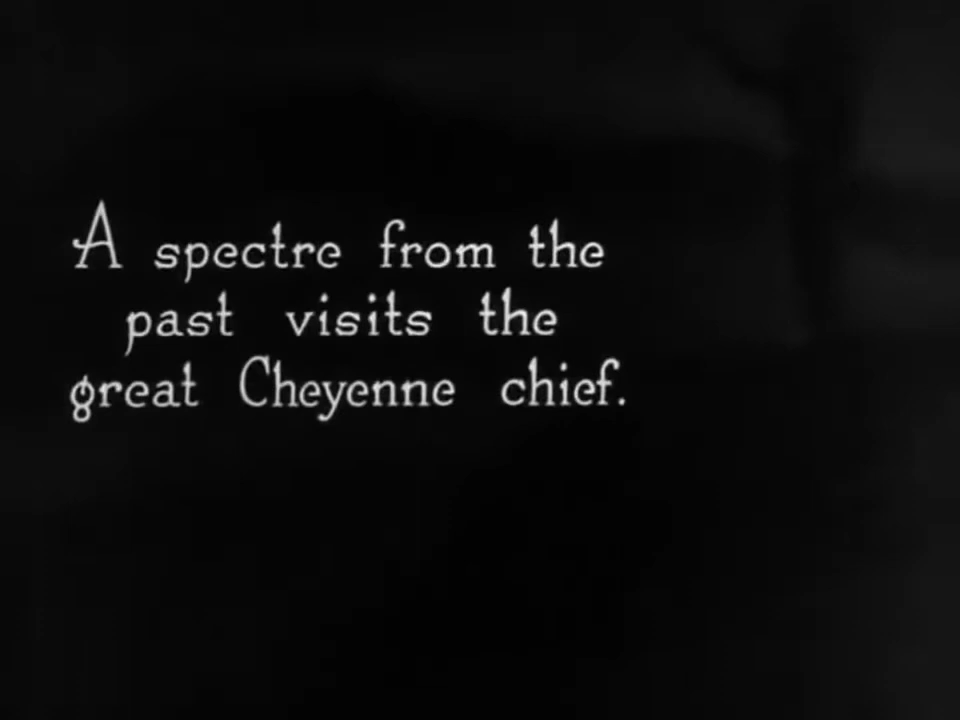 A spectre from the
past visits the
great Cheyenne chief.